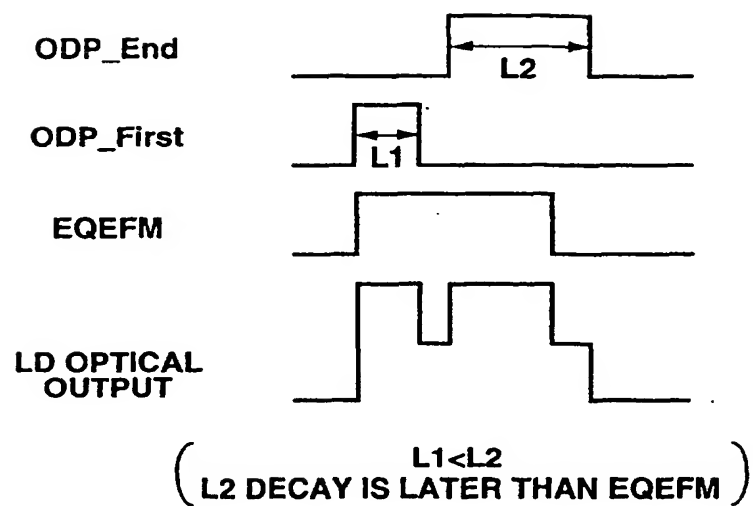 ODP_End
L2
ODP_First
L1
EQEFM
LD OPTICAL
OUTPUT
L1<L2
L2 DECAY IS LATER THAN EQEFM